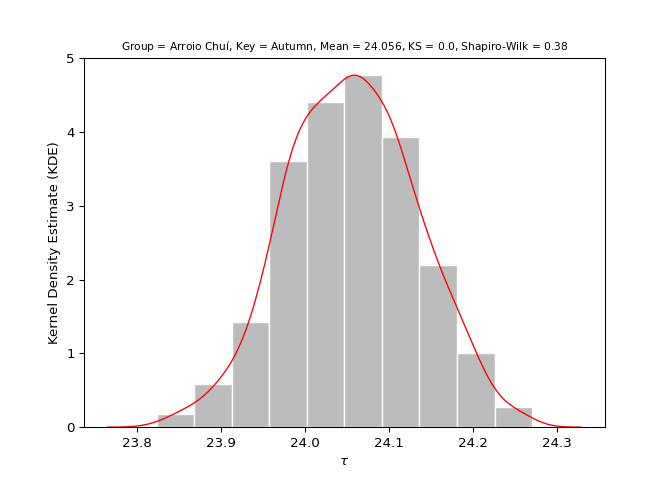 Group = Arroio Chuí, Key = Autumn, Mean = 24.056, KS = 0.0, Shapiro-Wilk = 0.38
Kernel Density Estimate (KDE)
5
4
3
2
1
0
23.8 23.9 24.0 24.1 24.2 24.3
τ